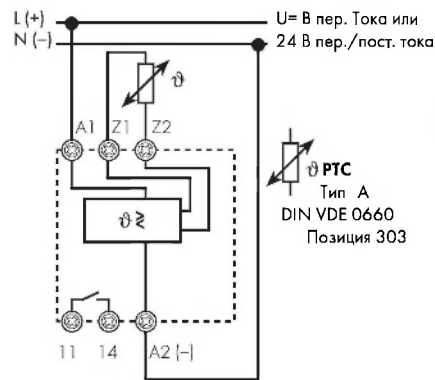 L (+)
U= В пер. Тока или
N (–)
24 В пер./пост. тока
ϑ
A1 Z1 Z2
ϑ PTC
Тип A
DIN VDE 0660
Позиция 303
ϑ ≷
11 14 A2 (–)